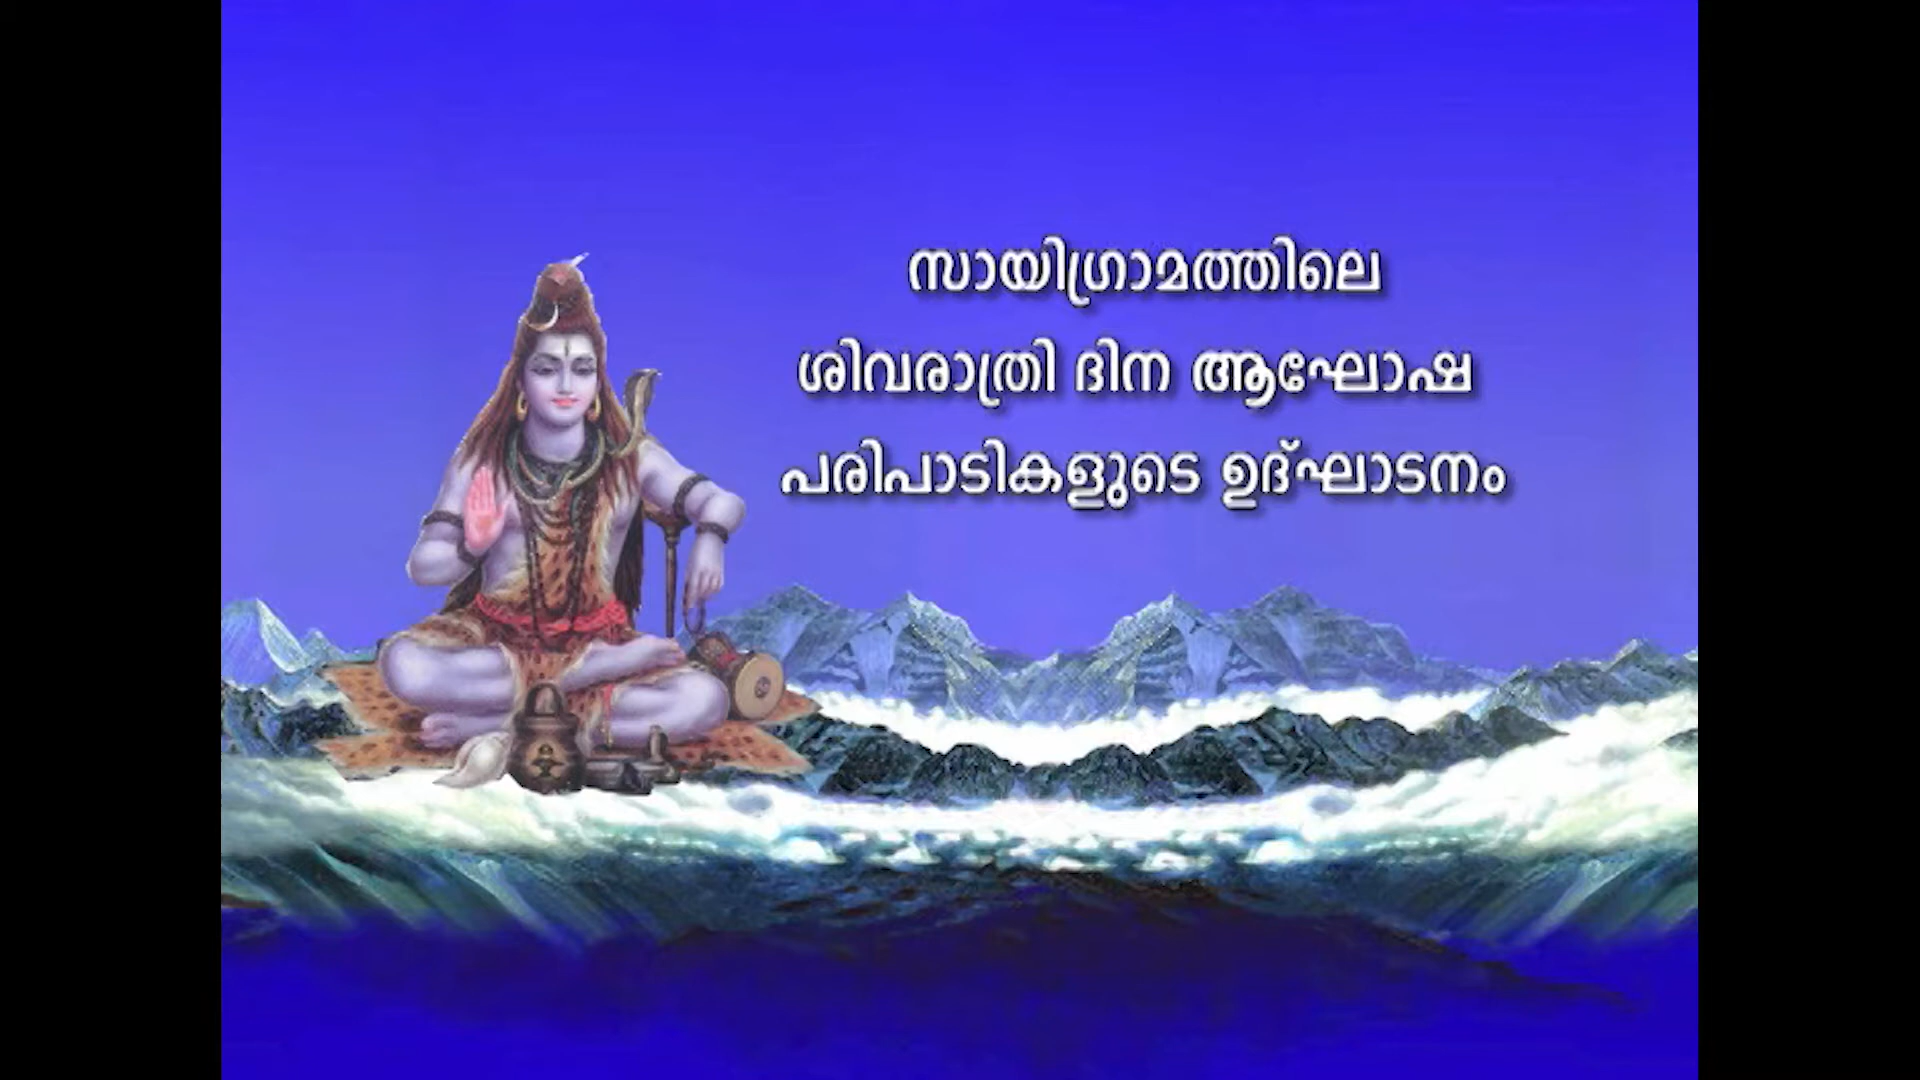 സായിഗ്രാമത്തിലെ
ശിവരാത്രി ദിന ആഘോഷ
പരിപാടികളുടെ ഉദ്ഘാടനം